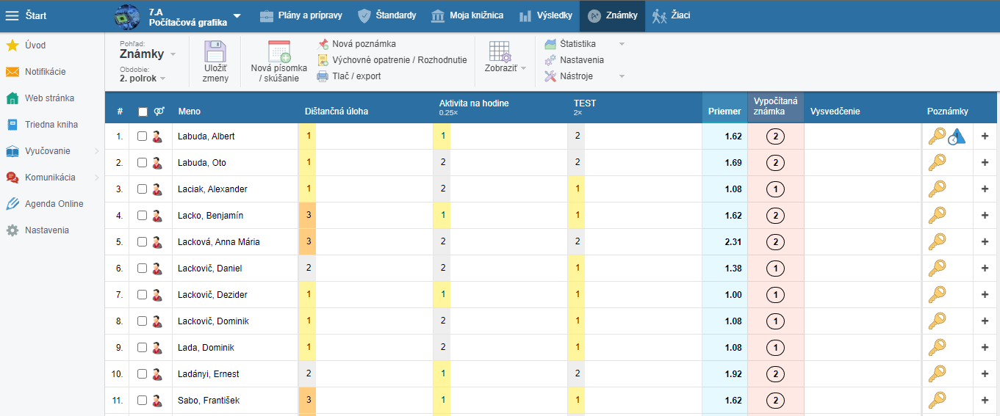 Štart
7.A
Počítačová grafika
Plány a prípravy
Štandardy
Moja knižnica
Výsledky
Známky
Žiaci
Úvod
Notifikácie
Web stránka
Triedna kniha
Vyučovanie
Komunikácia
Agenda Online
Nastavenia
Pohľad:
Známky
Obdobie:
2. polrok
Uložiť
zmeny
Nová písomka
/ skúšanie
Nová poznámka
Výchovné opatrenie / Rozhodnutie
Tlač / export
Zobraziť
Štatistika
Nastavenia
Nástroje
# Meno Dištančná úloha Aktivita na hodine 0.25× TEST 2× Priemer Vypočítaná známka Vysvedčenie Poznámky
1. Labuda, Albert 1 1 2 1.62 2 +
2. Labuda, Oto 1 2 2 1.69 2 +
3. Laciak, Alexander 1 2 1 1.08 1 +
4. Lacko, Benjamín 3 1 1 1.62 2 +
5. Lacková, Anna Mária 3 2 2 2.31 2 +
6. Lackovič, Daniel 2 2 1 1.38 1 +
7. Lackovič, Dezider 1 1 1 1.00 1 +
8. Lackovič, Dominik 1 2 1 1.08 1 +
9. Lada, Dominik 1 2 1 1.08 1 +
10. Ladányi, Ernest 2 1 2 1.92 2 +
11. Sabo, František 3 1 1 1.62 2 +